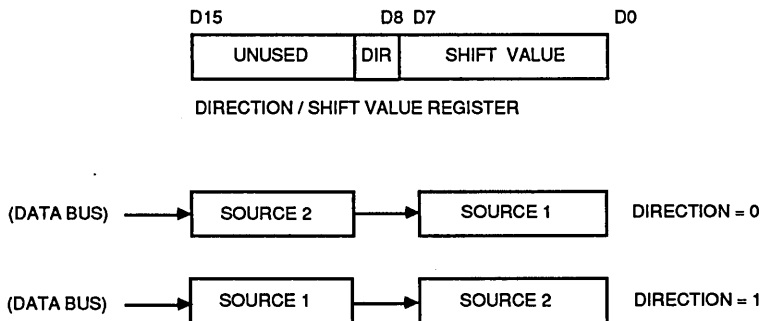 D15 D8 D7 D0
UNUSED DIR SHIFT VALUE
DIRECTION / SHIFT VALUE REGISTER
(DATA BUS) SOURCE 2 SOURCE 1 DIRECTION = 0
(DATA BUS) SOURCE 1 SOURCE 2 DIRECTION = 1